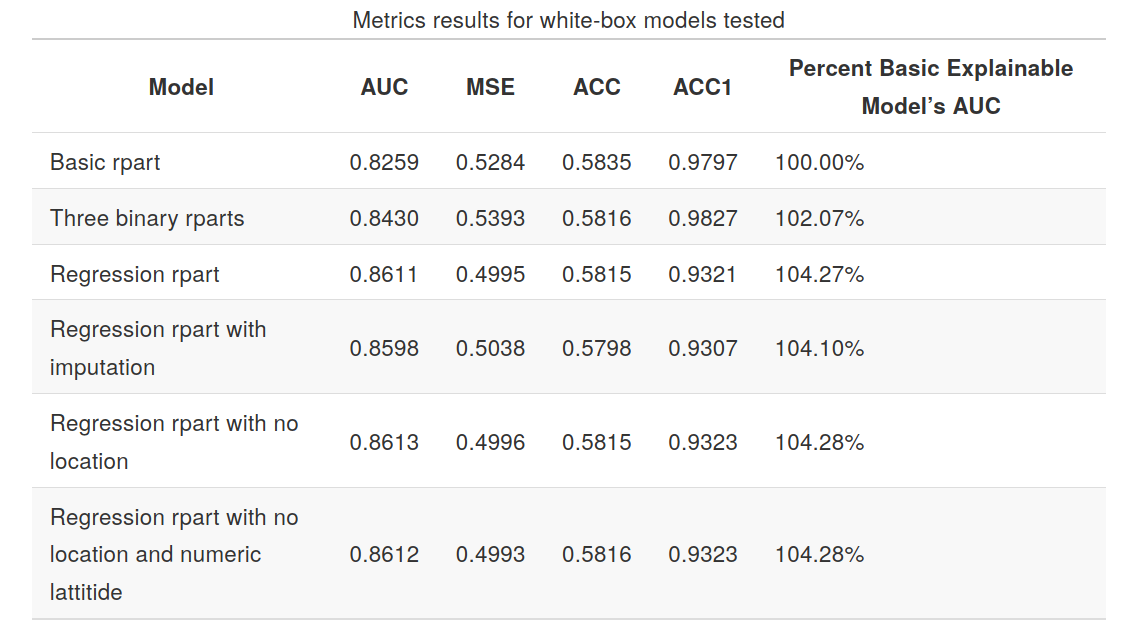 Metrics results for white-box models tested
Model AUC MSE ACC ACC1 Percent Basic Explainable Model’s AUC
Basic rpart 0.8259 0.5284 0.5835 0.9797 100.00%
Three binary rparts 0.8430 0.5393 0.5816 0.9827 102.07%
Regression rpart 0.8611 0.4995 0.5815 0.9321 104.27%
Regression rpart with
imputation 0.8598 0.5038 0.5798 0.9307 104.10%
Regression rpart with no
location 0.8613 0.4996 0.5815 0.9323 104.28%
Regression rpart with no
location and numeric 0.8612 0.4993 0.5816 0.9323 104.28%
lattitide